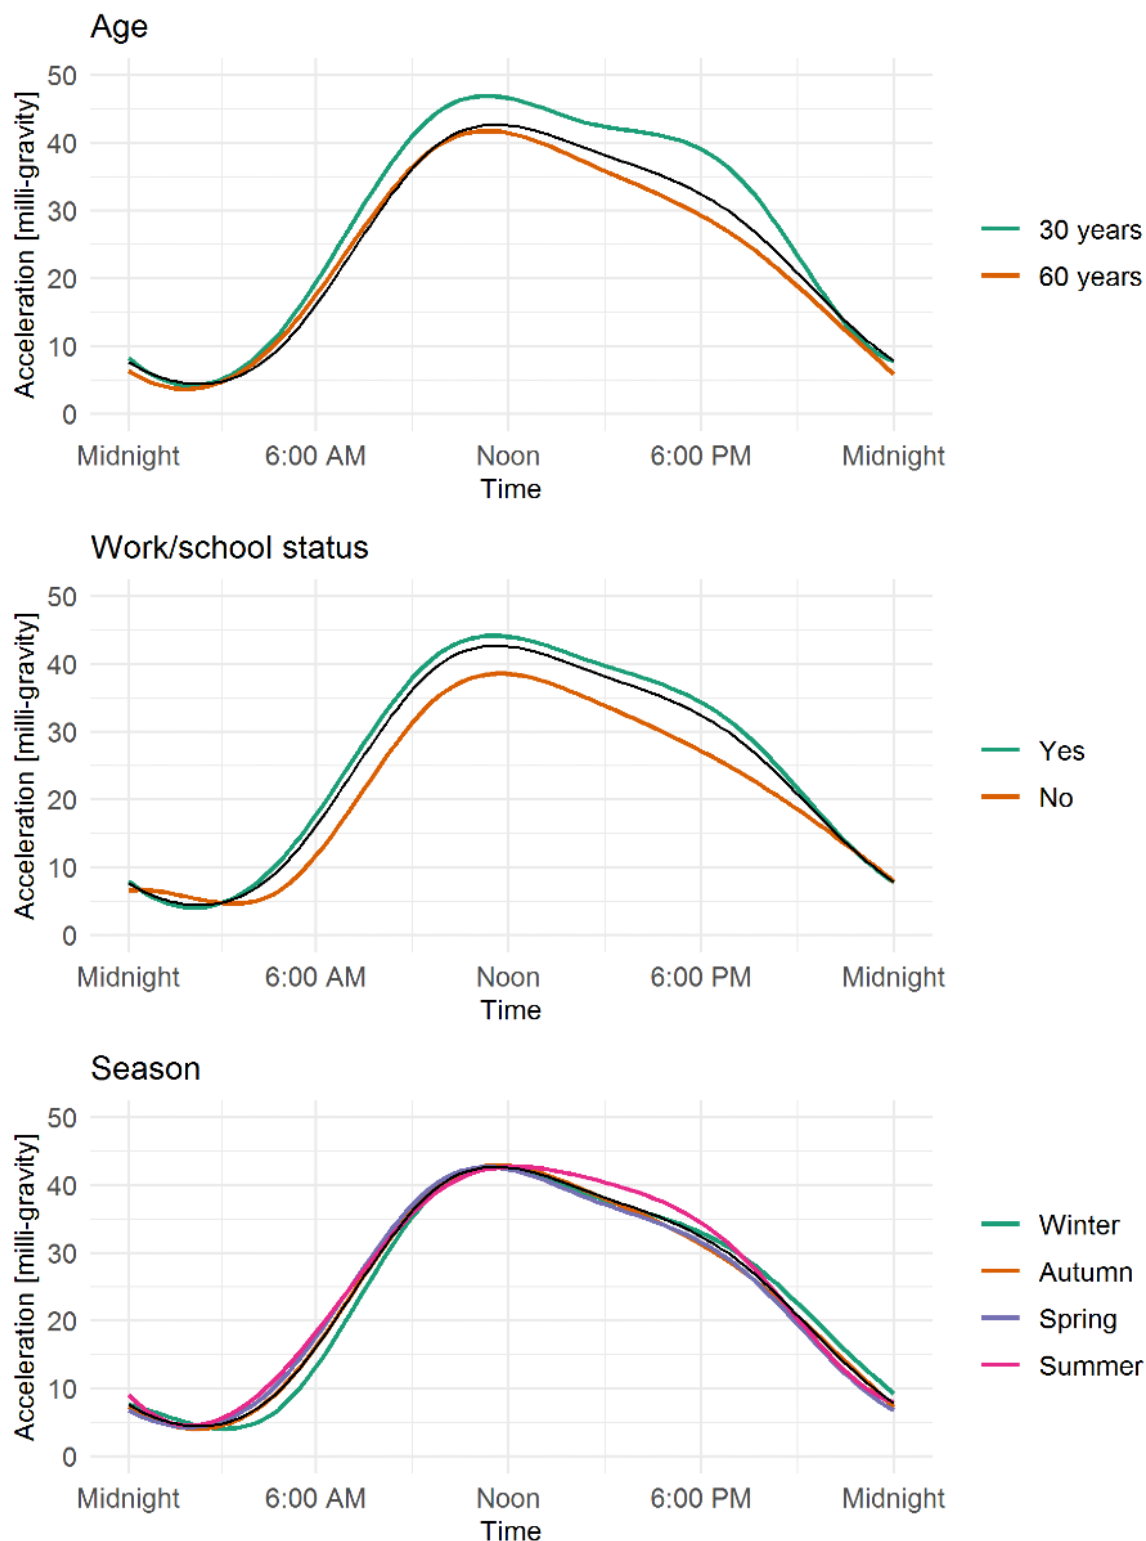 Age
Acceleration [milli-gravity]
50
40
30
20
10
0
Midnight 6:00 AM Noon 6:00 PM Midnight
Time
30 years
60 years
Work/school status
Acceleration [milli-gravity]
50
40
30
20
10
0
Midnight 6:00 AM Noon 6:00 PM Midnight
Time
Yes
No
Season
Acceleration [milli-gravity]
50
40
30
20
10
0
Midnight 6:00 AM Noon 6:00 PM Midnight
Time
Winter
Autumn
Spring
Summer